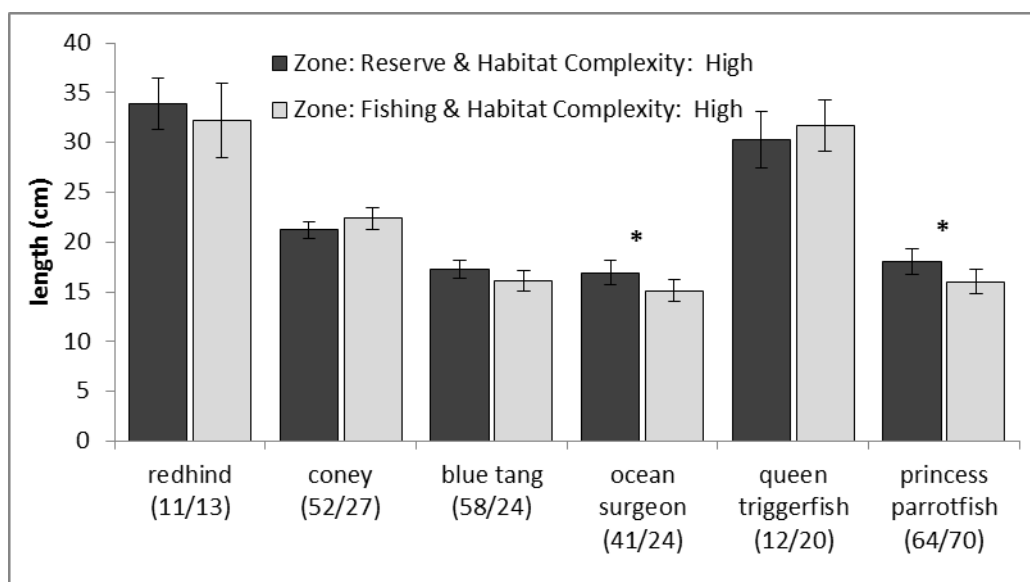 40
35
30
25
20
15
10
5
0
length (cm)
Zone: Reserve & Habitat Complexity: High
Zone: Fishing & Habitat Complexity: High
*
*
redhind
(11/13)
coney
(52/27)
blue tang
(58/24)
ocean
surgeon
(41/24)
queen
triggerfish
(12/20)
princess
parrotfish
(64/70)